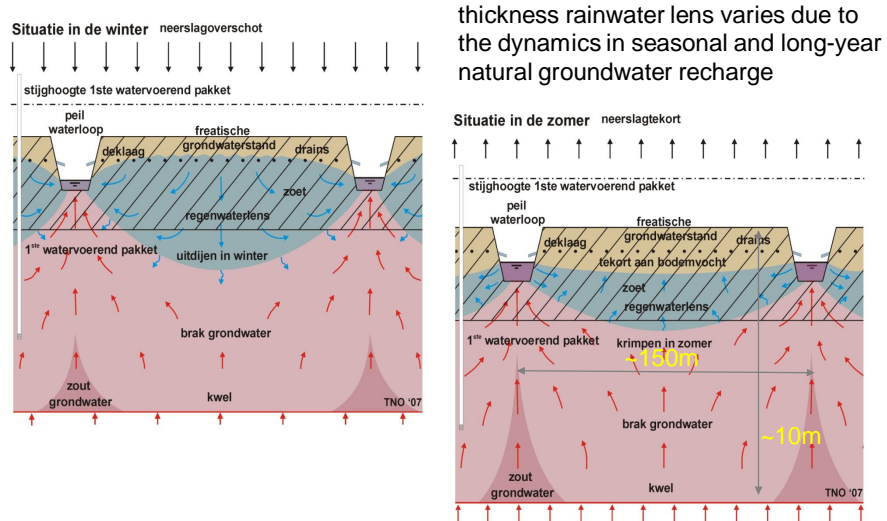 thickness rainwater lens varies due to
the dynamics in seasonal and long-year
natural groundwater recharge
Situatie in de winter neerslagoverschot
stijghoogte 1ste watervoerend pakket
peil
waterloop
deklaag
freatische
grondwaterstand
drains
zoet
regenwaterlens
1ste watervoerend pakket
uitdijen in winter
brak grondwater
zout
grondwater
kwel
TNO '07
Situatie in de zomer neerslagtekort
stijghoogte 1ste watervoerend pakket
peil
waterloop
deklaag
freatische
grondwaterstand
drains
tekort aan bodemvocht
zoet
regenwaterlens
1ste watervoerend pakket
krimpen in zomer
~150m
brak grondwater
~10m
zout
grondwater
kwel
TNO '07